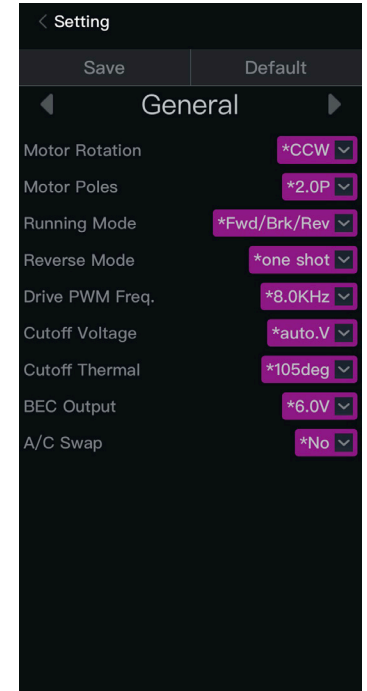 < Setting
Save Default
General
Motor Rotation *CCW
Motor Poles *2.0P
Running Mode *Fwd/Brk/Rev
Reverse Mode *one shot
Drive PWM Freq. *8.0KHz
Cutoff Voltage *auto.V
Cutoff Thermal *105deg
BEC Output *6.0V
A/C Swap *No